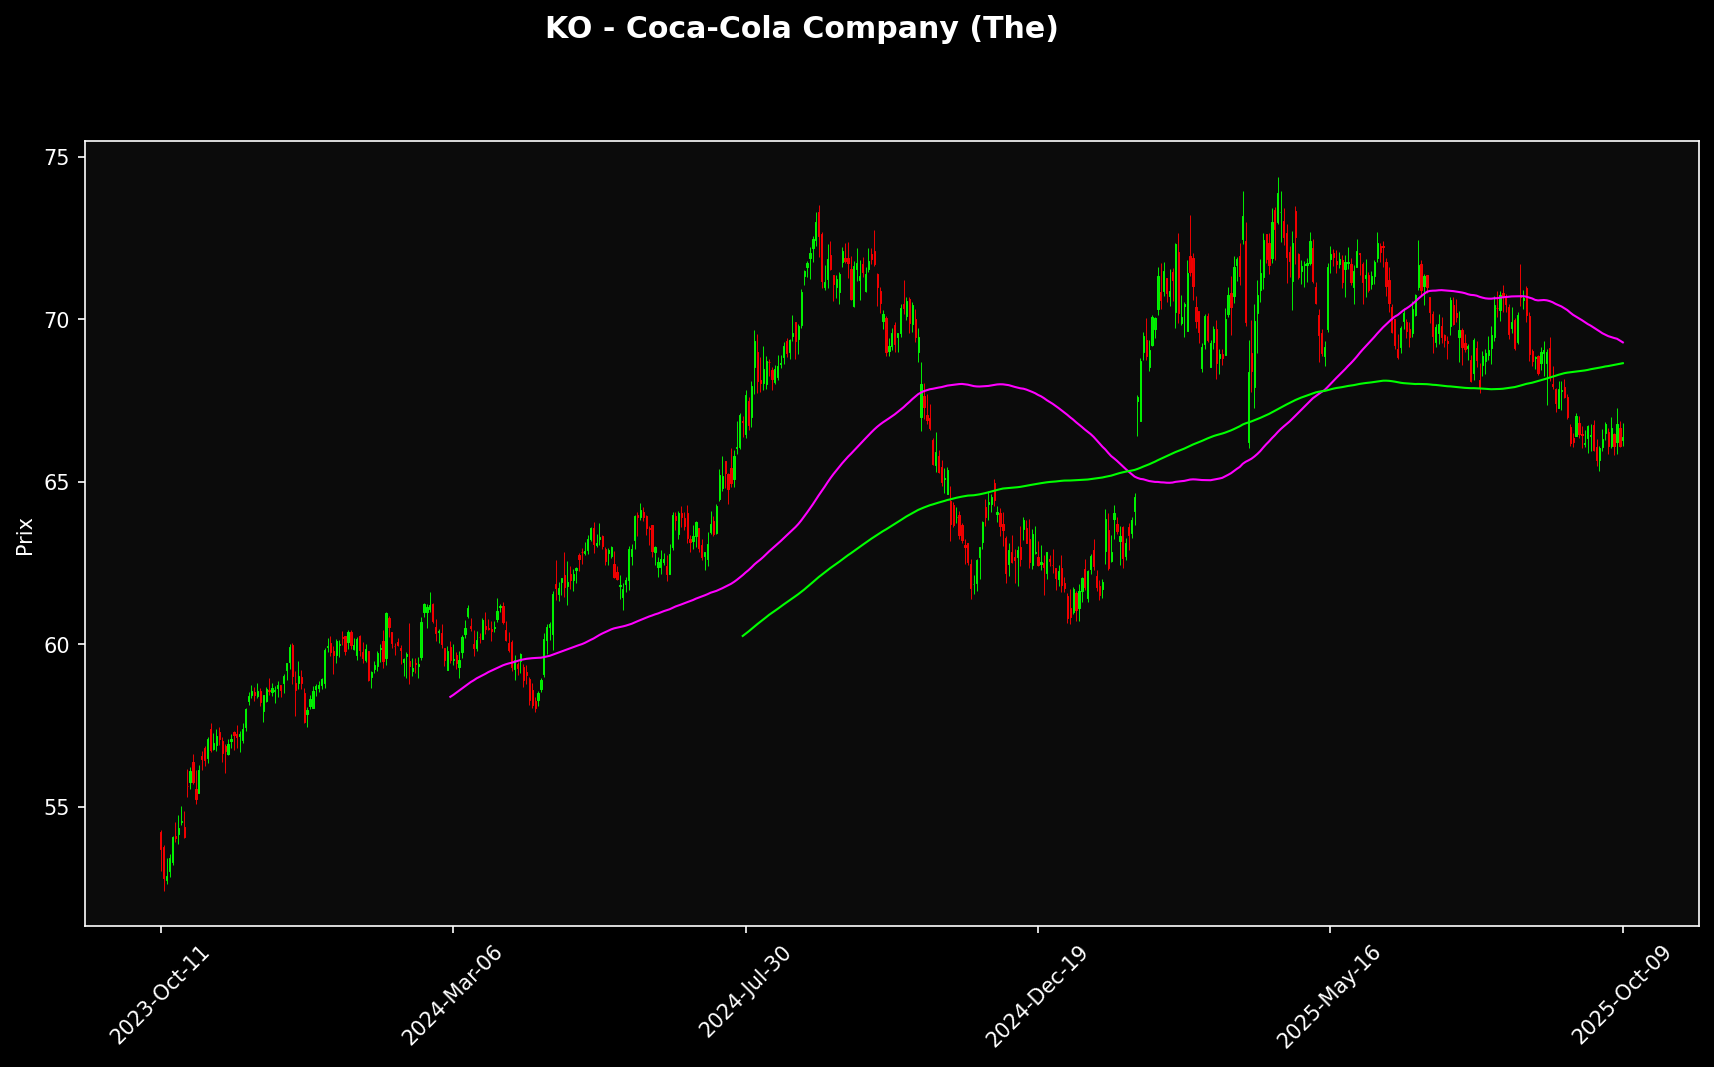 KO - Coca-Cola Company (The)
75
70
65
60
55
Prix
2023-Oct-11
2024-Mar-06
2024-Jul-30
2024-Dec-19
2025-May-16
2025-Oct-09